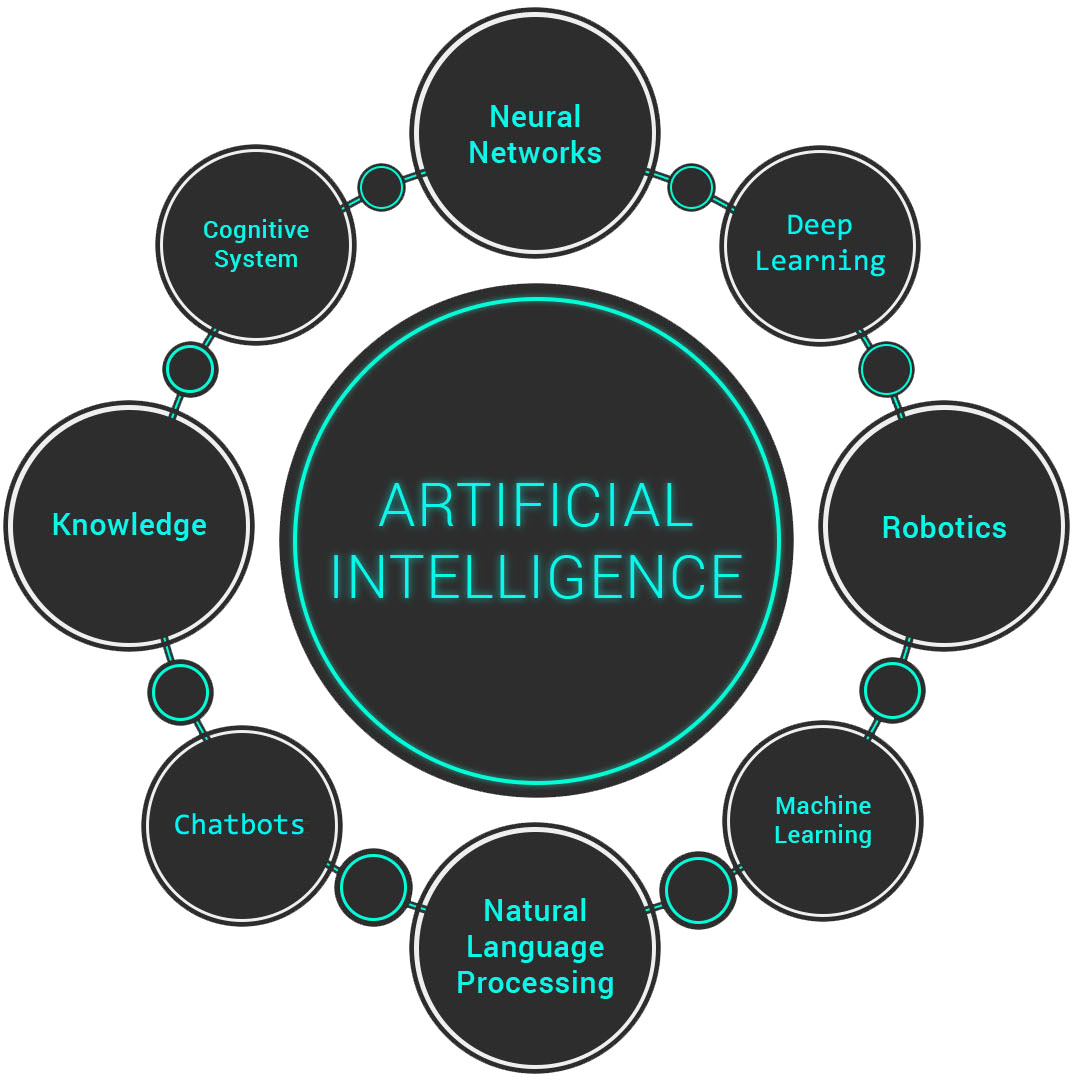 Neural
Networks
Cognitive
System
Deep
Learning
ARTIFICIAL
INTELLIGENCE
Knowledge
Robotics
Chatbots
Machine
Learning
Natural
Language
Processing